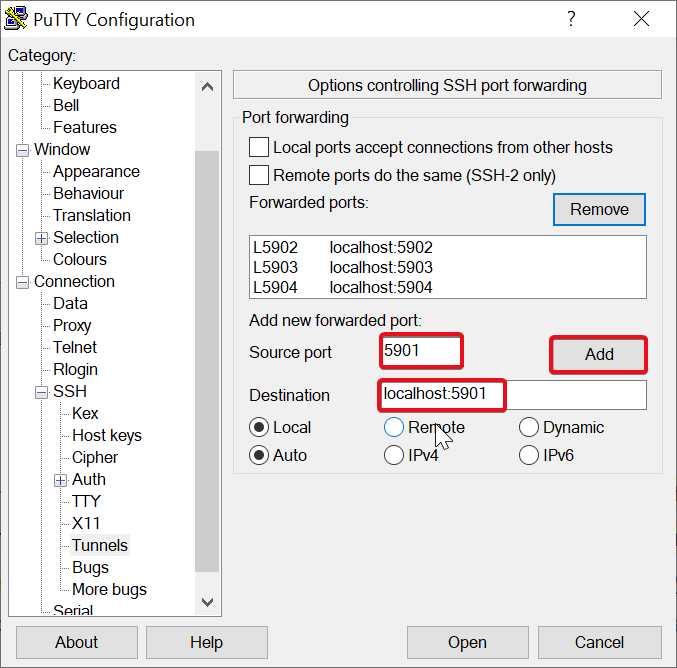 PuTTY Configuration
?
Category:
Keyboard
Bell
Features
Window
Appearance
Behaviour
Translation
Selection
Colours
Connection
Data
Proxy
Telnet
Rlogin
SSH
Kex
Host keys
Cipher
Auth
TTY
X11
Tunnels
Bugs
More bugs
Serial
Options controlling SSH port forwarding
Port forwarding
Local ports accept connections from other hosts
Remote ports do the same (SSH-2 only)
Forwarded ports:
Remove
L5902 localhost:5902
L5903 localhost:5903
L5904 localhost:5904
Add new forwarded port:
Source port 5901 Add
Destination localhost:5901
Local Remote Dynamic
Auto IPv4 IPv6
About Help Open Cancel